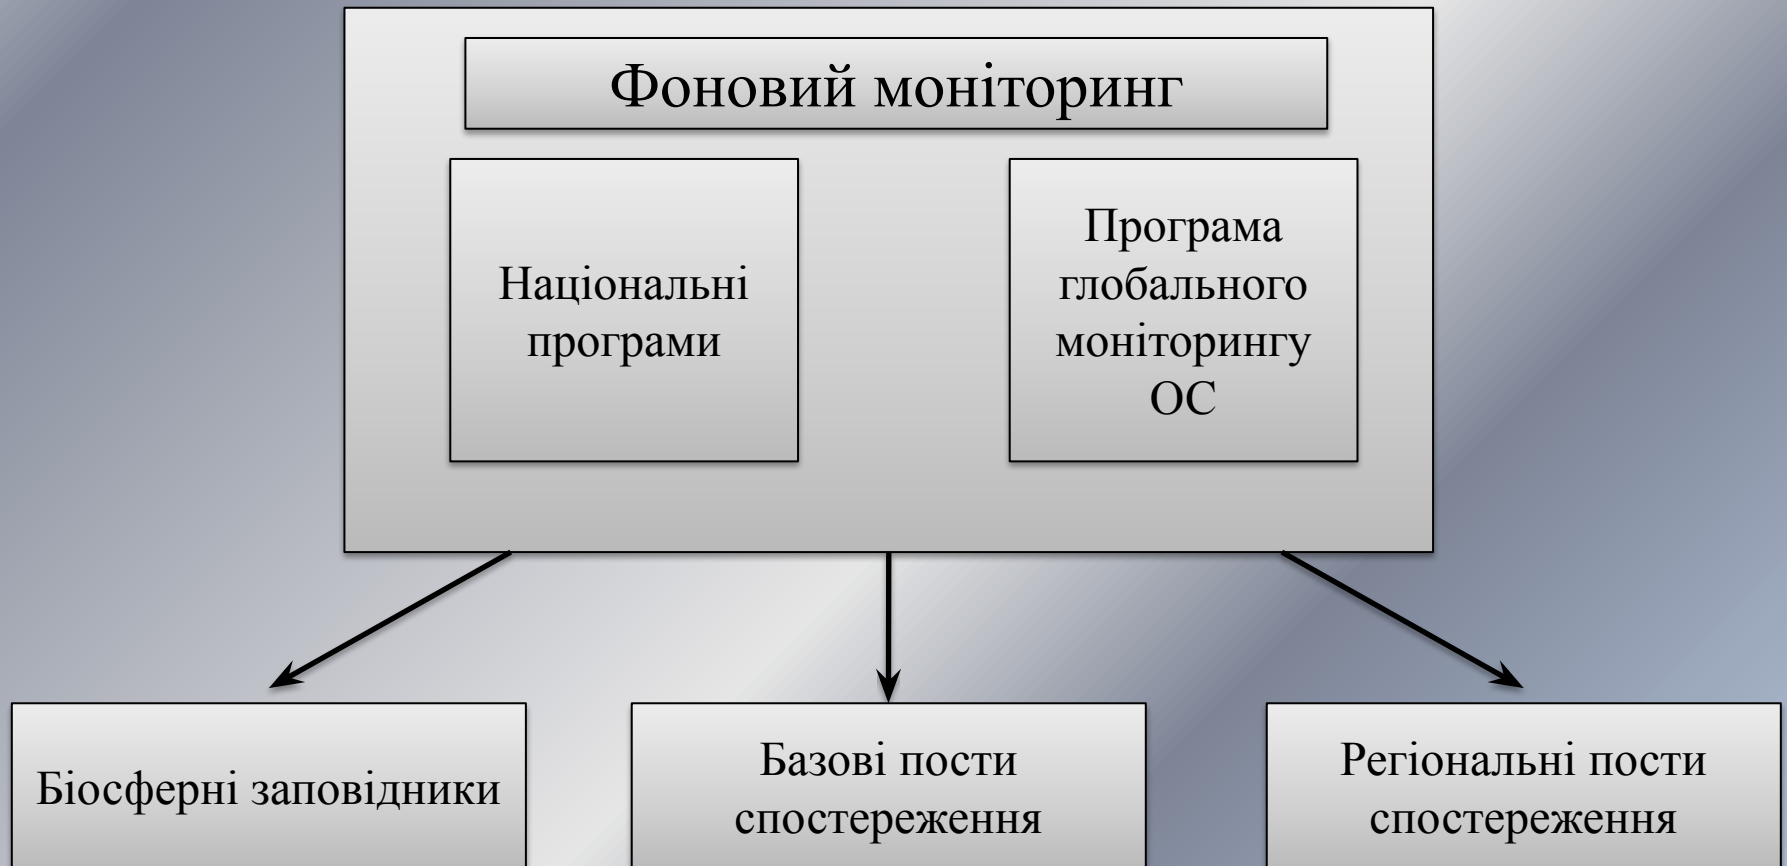 Фоновий моніторинг
Національні
програми
Програма
глобального
моніторингу
ОС
Біосферні заповідники
Базові пости
спостереження
Регіональні пости
спостереження